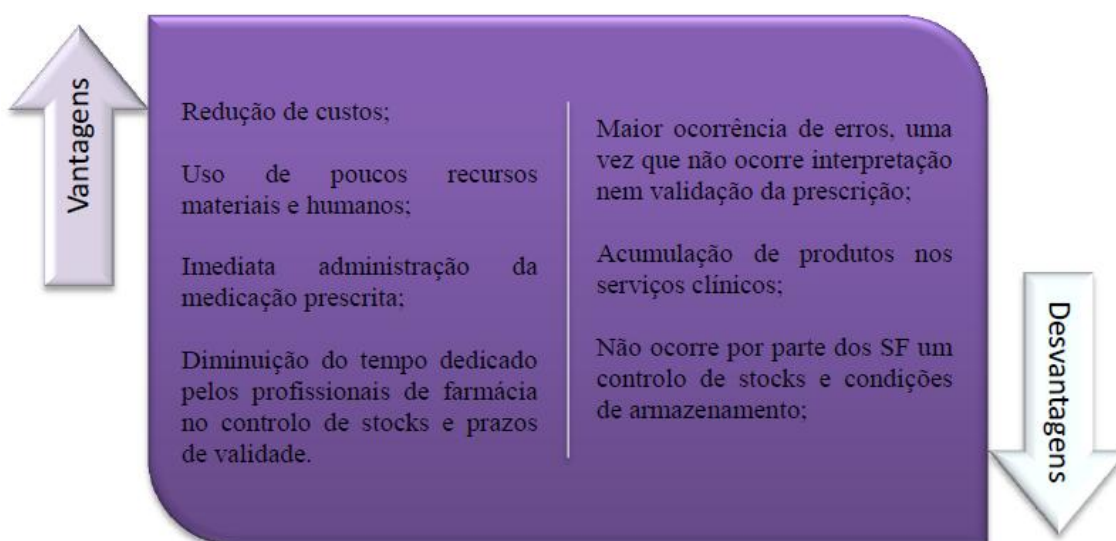 Vantagens
Redução de custos;
Uso de poucos recursos
materiais e humanos;
Imediata administração da
medicação prescrita;
Diminuição do tempo dedicado
pelos profissionais de farmácia
no controlo de stocks e prazos
de validade.
Maior ocorrência de erros, uma
vez que não ocorre interpretação
nem validação da prescrição;
Acumulação de produtos nos
serviços clínicos;
Não ocorre por parte dos SF um
controlo de stocks e condições
de armazenamento;
Desvantagens